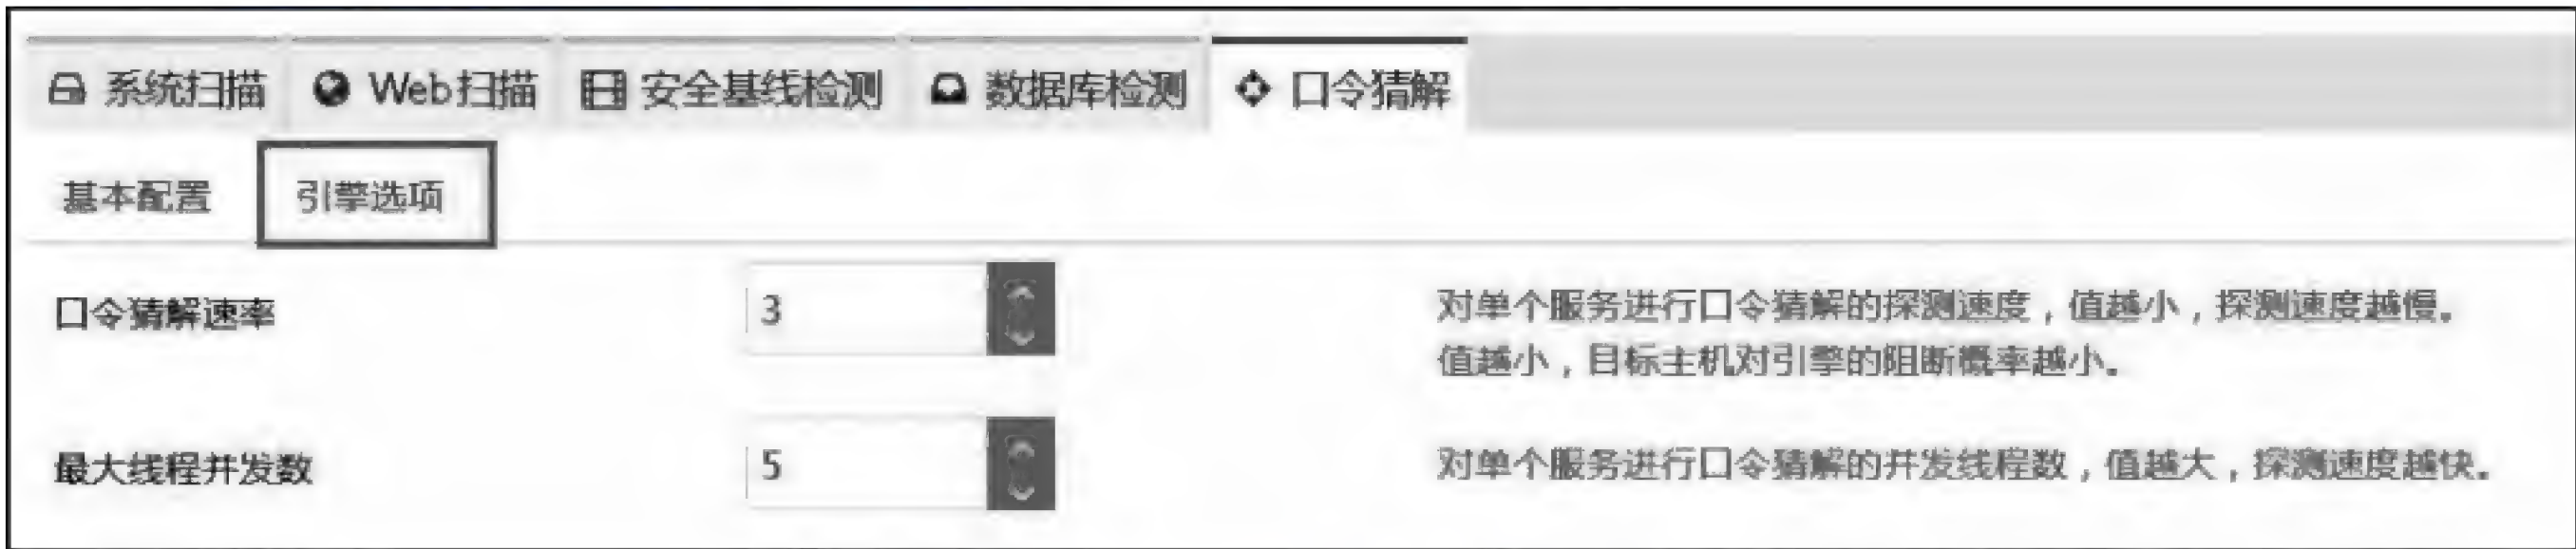 系统扫描 Web扫描 安全基线检测 数据库检测 口令猜解
基本配置 引擎选项
口令猜解速率 3 对单个服务进行口令猜解的探测速度，值越小，探测速度越慢。
值越小，目标主机对引擎的阻断概率越小。
最大线程并发数 5 对单个服务进行口令猜解的并发线程数，值越大，探测速度越快。